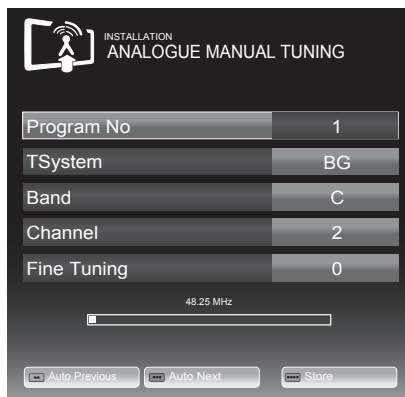 INSTALLATION
ANALOGUE MANUAL TUNING
Program No 1
TSystem BG
Band C
Channel 2
Fine Tuning 0
48.25 MHz
Auto Previous Auto Next Store